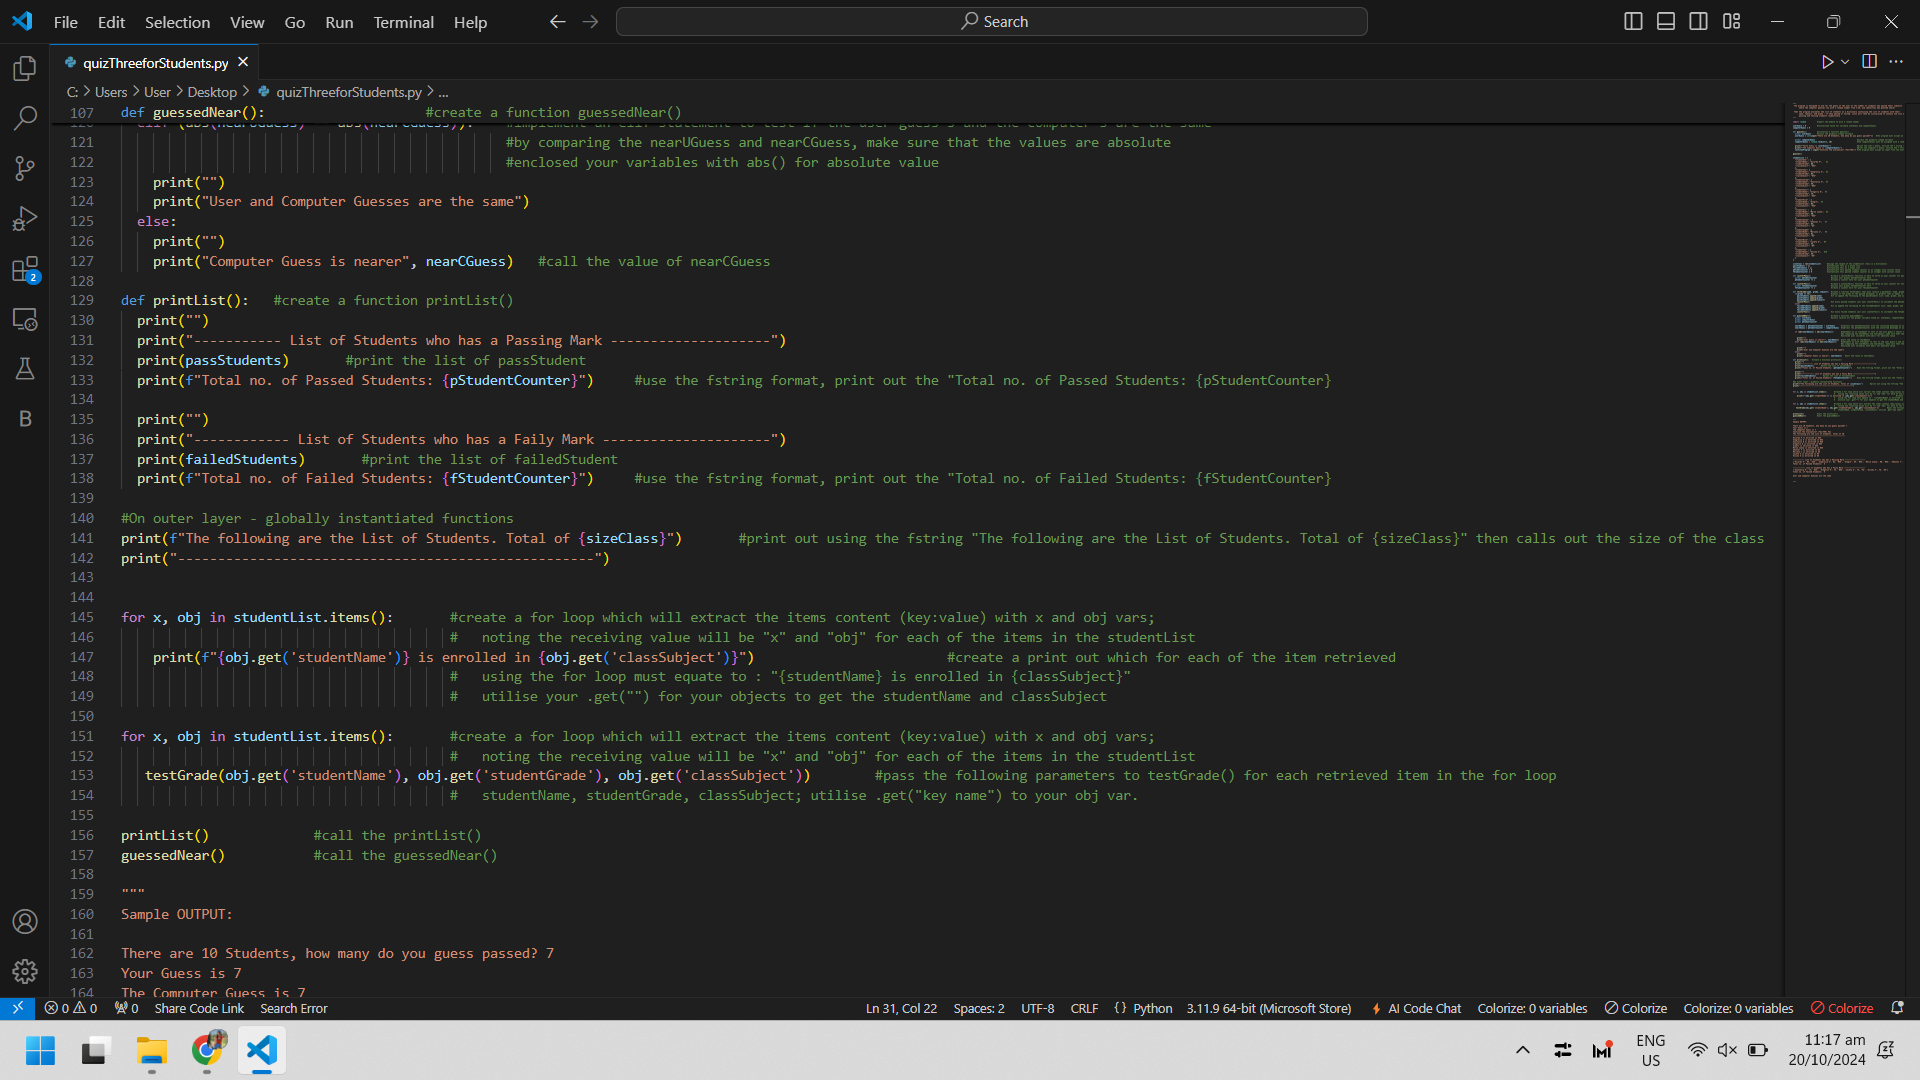 File Edit Selection View Go Run Terminal Help
Search
quizThreeforStudents.py
C: > Users > User > Desktop > quizThreeforStudents.py > ...
107 def guessedNear(): #create a function guessedNear()
121 #by comparing the nearUGuess and nearCGuess, make sure that the values are absolute
122 #enclosed your variables with abs() for absolute value
123 print("")
124 print("User and Computer Guesses are the same")
125 else:
126 print("")
127 print("Computer Guess is nearer", nearCGuess) #call the value of nearCGuess
128
129 def printList(): #create a function printList()
130 print("")
131 print("----------- List of Students who has a Passing Mark --------------------")
132 print(passStudents) #print the list of passStudent
133 print(f"Total no. of Passed Students: {pStudentCounter}") #use the fstring format, print out the "Total no. of Passed Students: {pStudentCounter}
134
135 print("")
136 print("------------ List of Students who has a Faily Mark ---------------------")
137 print(failedStudents) #print the list of failedStudent
138 print(f"Total no. of Failed Students: {fStudentCounter}") #use the fstring format, print out the "Total no. of Failed Students: {fStudentCounter}
139
140 #On outer layer - globally instantiated functions
141 print(f"The following are the List of Students. Total of {sizeClass}") #print out using the fstring "The following are the List of Students. Total of {sizeClass}" then calls out the size of the class
142 print("----------------------------------------------------")
143
144
145 for x, obj in studentList.items(): #create a for loop which will extract the items content (key:value) with x and obj vars;
146 # noting the receiving value will be "x" and "obj" for each of the items in the studentList
147 print(f"{obj.get('studentName')} is enrolled in {obj.get('classSubject')}") #create a print out which for each of the item retrieved
148 # using the for loop must equate to : "{studentName} is enrolled in {classSubject}"
149 # utilise your .get("") for your objects to get the studentName and classSubject
150
151 for x, obj in studentList.items(): #create a for loop which will extract the items content (key:value) with x and obj vars;
152 # noting the receiving value will be "x" and "obj" for each of the items in the studentList
153 testGrade(obj.get('studentName'), obj.get('studentGrade'), obj.get('classSubject')) #pass the following parameters to testGrade() for each retrieved item in the for loop
154 # studentName, studentGrade, classSubject; utilise .get("key name") to your obj var.
155
156 printList() #call the printList()
157 guessedNear() #call the guessedNear()
158
159 """
160 Sample OUTPUT:
161
162 There are 10 Students, how many do you guess passed? 7
163 Your Guess is 7
164 The Computer Guess is 7
2
B
0 0 0 Share Code Link Search Error Ln 31, Col 22 Spaces: 2 UTF-8 CRLF {} Python 3.11.9 64-bit (Microsoft Store) AI Code Chat Colorize: 0 variables Colorize Colorize: 0 variables Colorize
ENG
US
11:17 am
20/10/2024